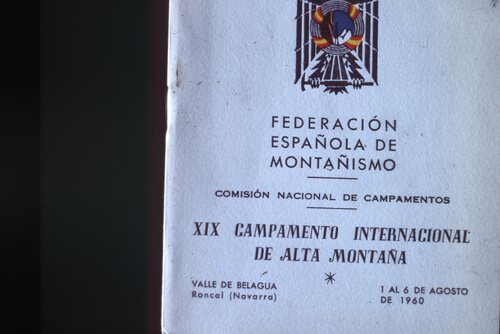 FEDERACIÓN
ESPAÑOLA DE
MONTAÑISMO
COMISIÓN NACIONAL DE CAMPAMENTOS
XIX CAMPAMENTO INTERNACIONAL
DE ALTA MONTAÑA
VALLE DE BELAGUA
Roncal (Navarra)
1 AL 6 DE AGOSTO
DE 1960